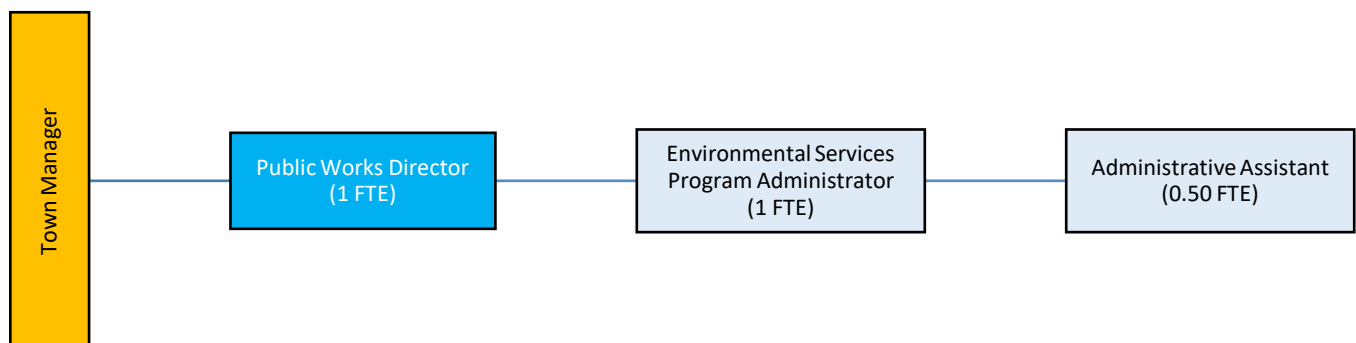 Town Manager
Public Works Director
(1 FTE)
Environmental Services
Program Administrator
(1 FTE)
Administrative Assistant
(0.50 FTE)